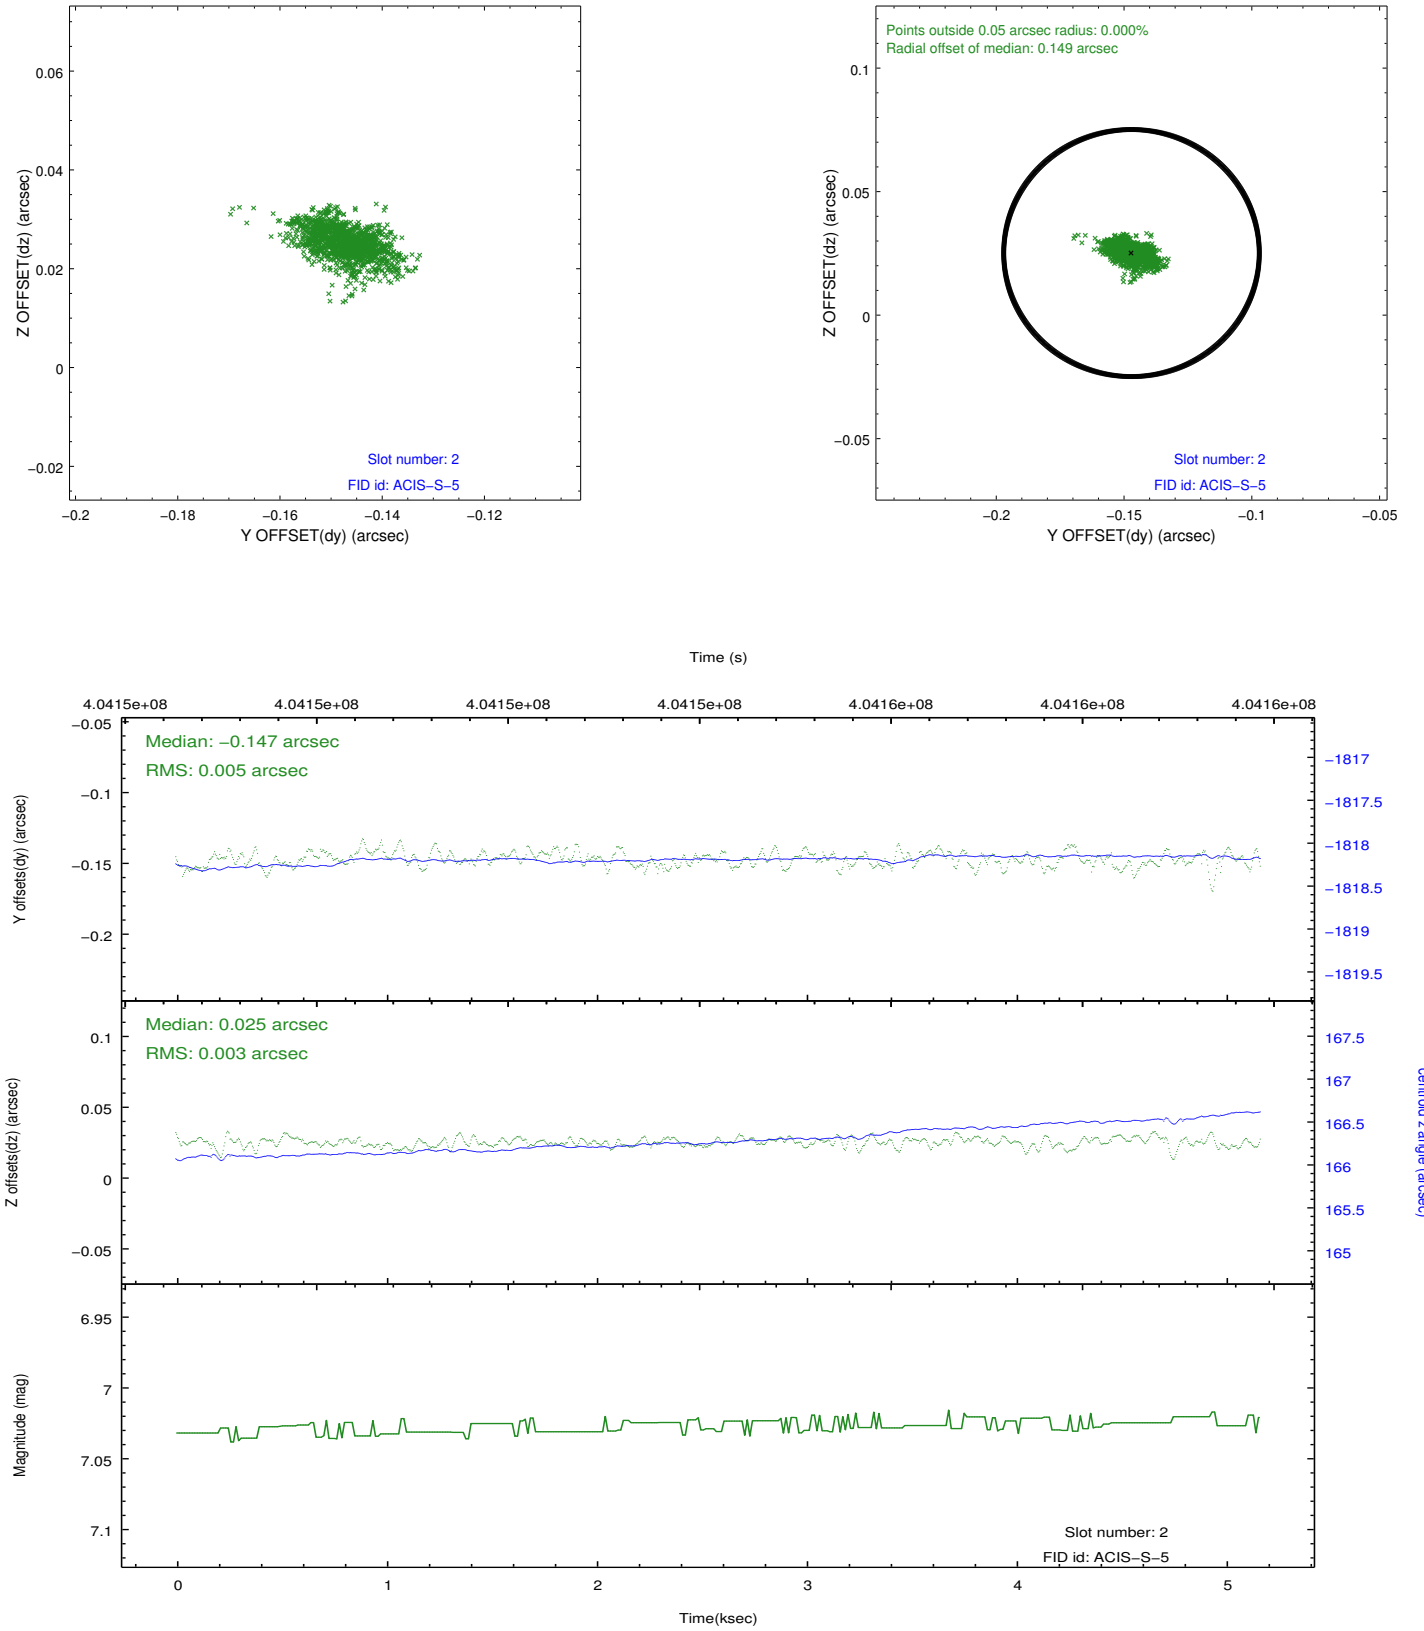 0.06
0.04
0.02
0
−0.02
−0.2
−0.18
−0.16
−0.14
−0.12
Z OFFSET(dz) (arcsec)
Y OFFSET(dy) (arcsec)
Slot number: 2
FID id: ACIS−S−5
Points outside 0.05 arcsec radius: 0.000%
Radial offset of median: 0.149 arcsec
0.1
0.05
0
−0.05
−0.2
−0.15
−0.1
−0.05
Z OFFSET(dz) (arcsec)
Y OFFSET(dy) (arcsec)
Slot number: 2
FID id: ACIS−S−5
Time (s)
4.0415e+08 4.0415e+08 4.0415e+08 4.0415e+08 4.0416e+08 4.0416e+08 4.0416e+08
Median: −0.147 arcsec
RMS: 0.005 arcsec
−0.05
−0.1
−0.15
−0.2
Y offsets(dy) (arcsec)
−1817
−1817.5
−1818
−1818.5
−1819
−1819.5
Median: 0.025 arcsec
RMS: 0.003 arcsec
0.1
0.05
0
−0.05
Z offsets(dz) (arcsec)
167.5
167
166.5
166
165.5
165
centroid z angle (arcsec)
6.95
7
7.05
7.1
Magnitude (mag)
Slot number: 2
FID id: ACIS−S−5
0 1 2 3 4 5
Time(ksec)